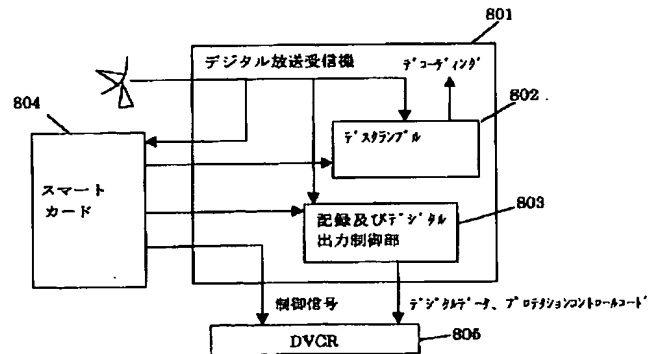 801
デジタル放送受信機
ﾃﾞｺｰﾃﾞｨﾝｸﾞ
804
802
ﾃﾞｽﾀﾗﾝﾌﾞﾙ
スマート
カード
803
配録及びﾃﾞｼﾞﾀﾙ
出力制御部
制御信号
ﾃﾞｼﾞﾀﾙﾃﾞｰﾀ、ﾌﾟﾛﾃｸｼｮﾝｺﾝﾄﾛｰﾙｺｰﾄﾞ
DVCR
805